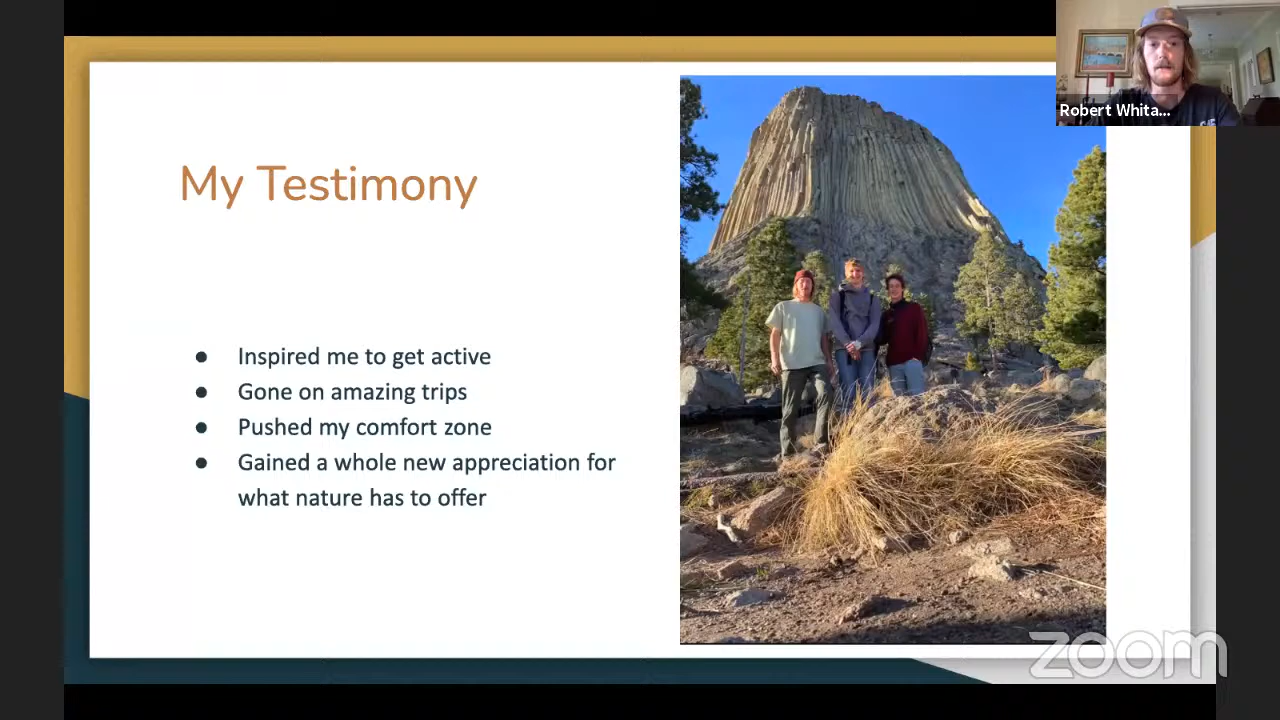 Robert Whita...
My Testimony
● Inspired me to get active
● Gone on amazing trips
● Pushed my comfort zone
● Gained a whole new appreciation for
what nature has to offer
zoom